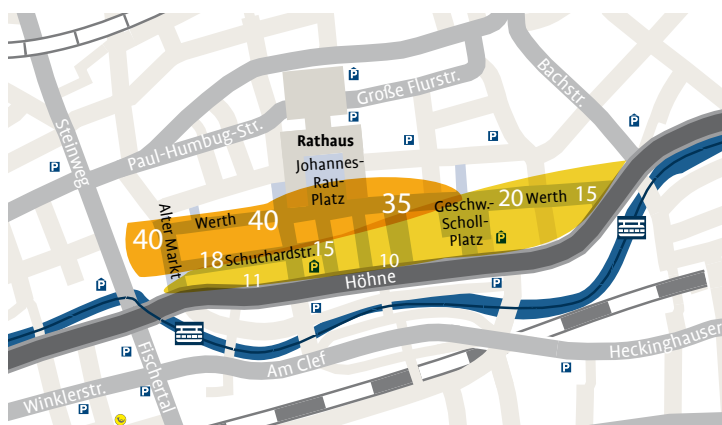 P
Bachstr.
Große Flurstr.
P
P
Steinweg
Paul-Humbug-Str.
Rathaus
P
P
P
Johannes-
Rau-
Platz
Alter Markt
Werth
40
35
Geschw.-
Scholl-
Platz
20
Werth
15
40
18
Schuchardstr.
15
P
P
11
10
Höhne
P
P
P
Fischertal
P
Am Clef
Heckinghauser
P
P
Winklerstr.
P